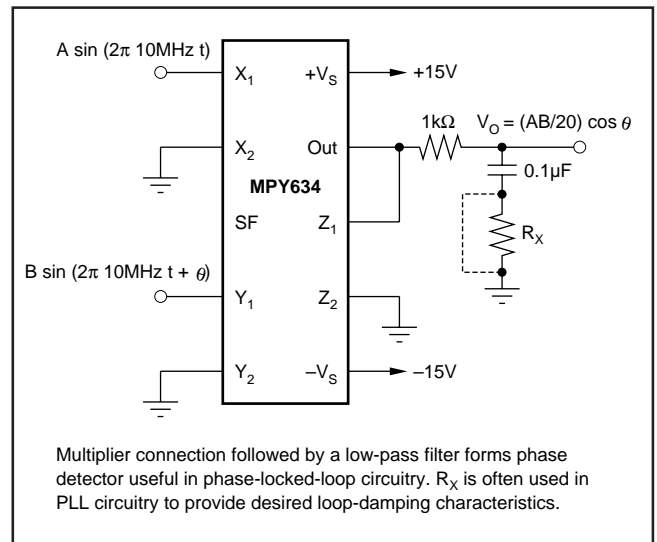 A sin (2π 10MHz t)
X1
+VS
+15V
1kΩ
VO = (AB/20) cos θ
X2
Out
0.1µF
MPY634
SF
Z1
RX
B sin (2π 10MHz t + θ)
Y1
Z2
Y2
–VS
–15V
Multiplier connection followed by a low-pass filter forms phase
detector useful in phase-locked-loop circuitry. RX is often used in
PLL circuitry to provide desired loop-damping characteristics.